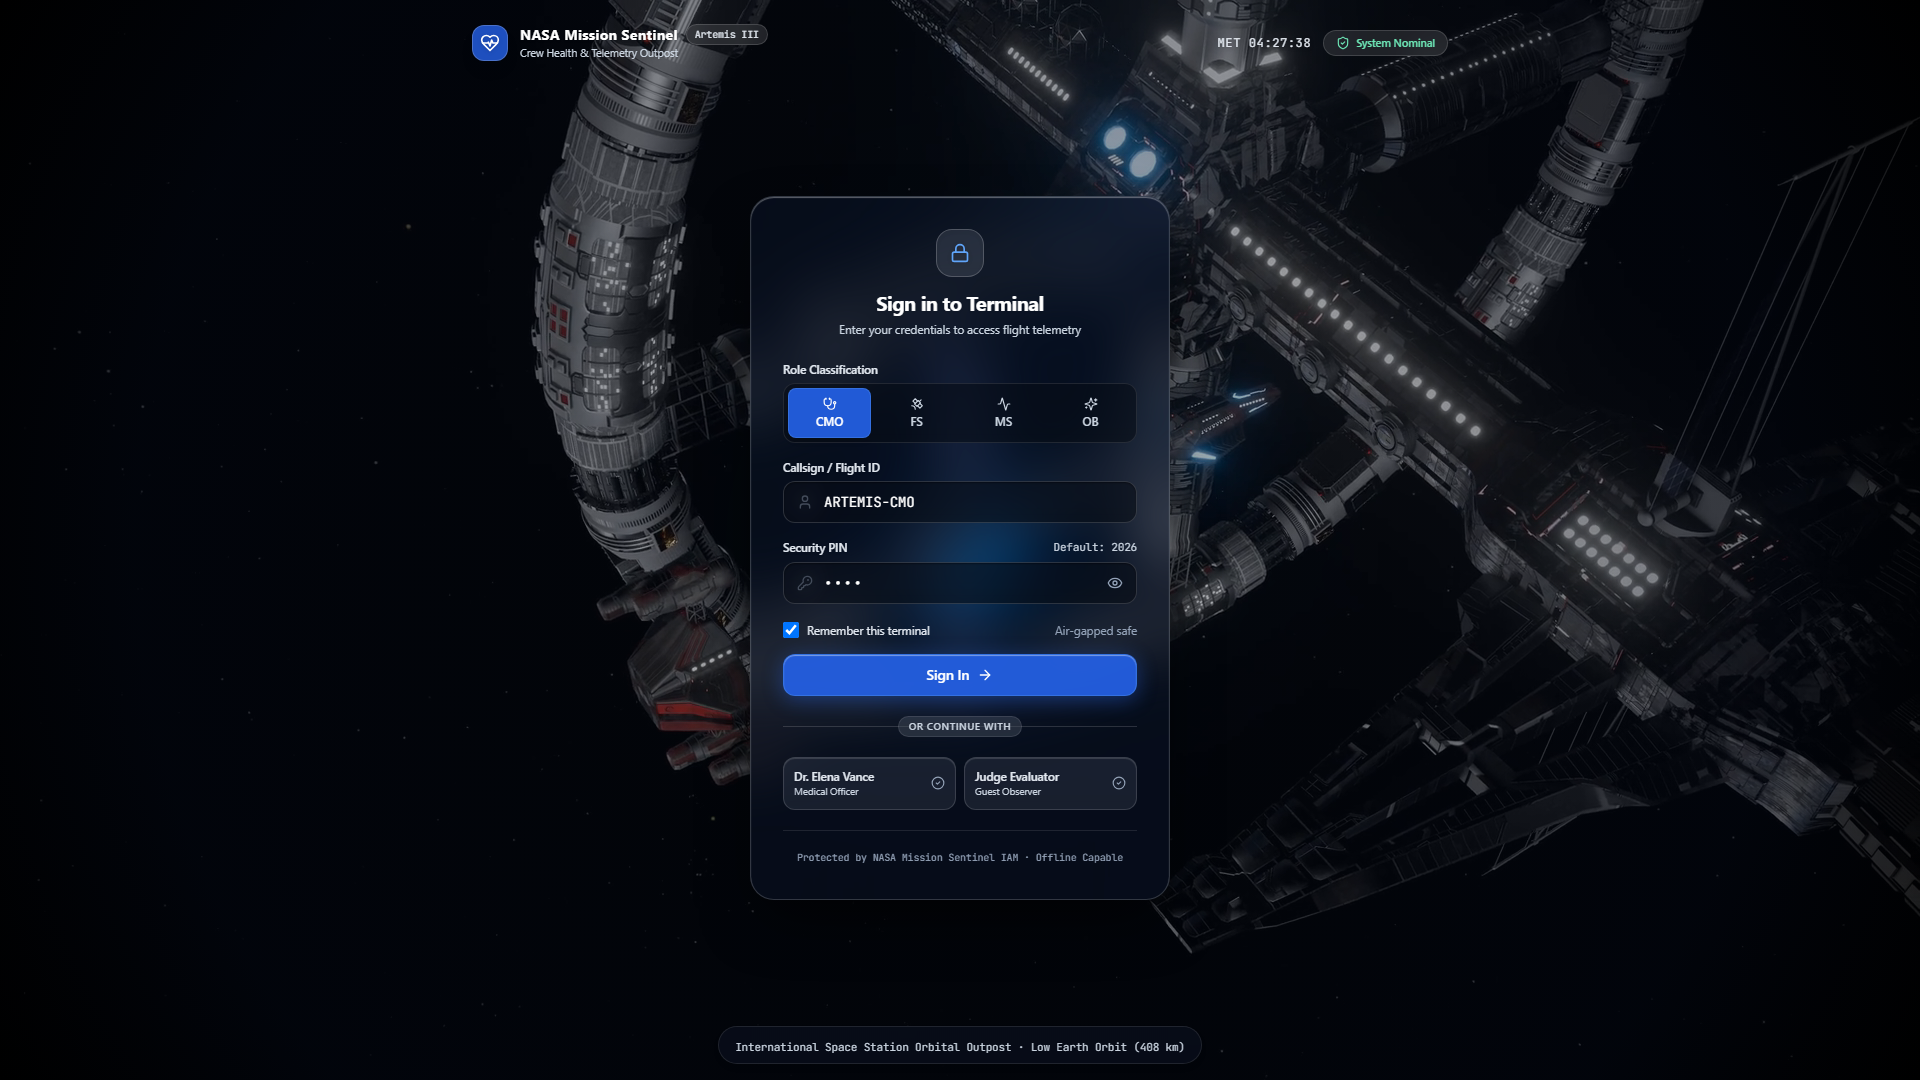 NASA Mission Sentinel
Artemis III
Crew Health & Telemetry Outpost
MET 04:27:38
System Nominal
Sign in to Terminal
Enter your credentials to access flight telemetry
Role Classification
CMO
FS
MS
OB
Callsign / Flight ID
ARTEMIS-CMO
Security PIN
Default: 2026
••••
Remember this terminal
Air-gapped safe
Sign In →
OR CONTINUE WITH
Dr. Elena Vance
Medical Officer
Judge Evaluator
Guest Observer
Protected by NASA Mission Sentinel IAM · Offline Capable
International Space Station Orbital Outpost · Low Earth Orbit (408 km)